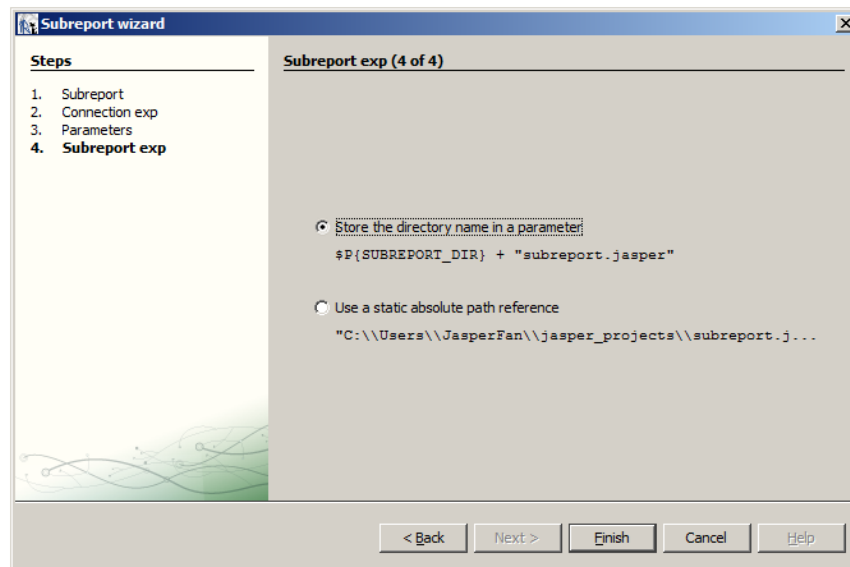 Subreport wizard
Steps
1. Subreport
2. Connection exp
3. Parameters
4. Subreport exp
Subreport exp (4 of 4)
Store the directory name in a parameter
$P{SUBREPORT_DIR} + "subreport.jasper"
Use a static absolute path reference
"C:\\Users\\JasperFan\\jasper_projects\\subreport.j...
< Back Next > Finish Cancel Help